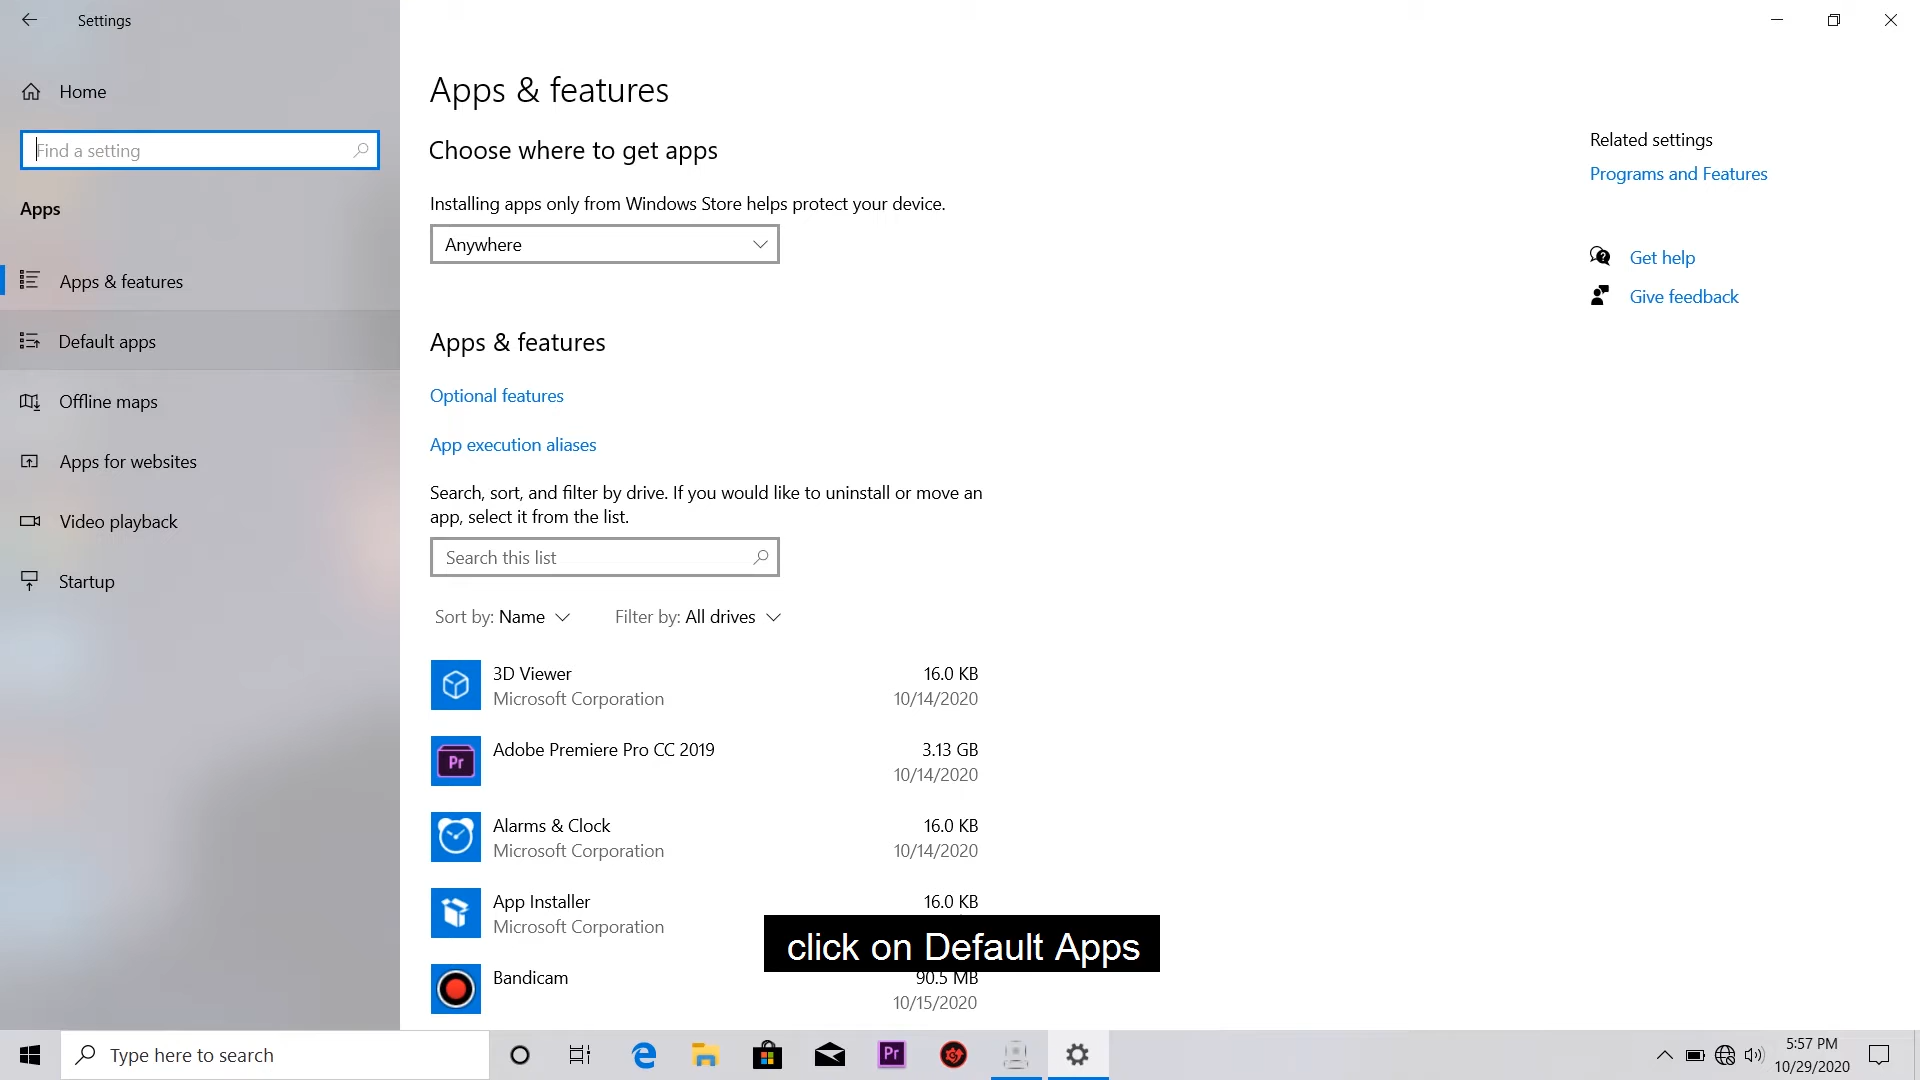 Settings
Home
Find a setting
Apps
Apps & features
Default apps
Offline maps
Apps for websites
Video playback
Startup
Apps & features
Choose where to get apps
Installing apps only from Windows Store helps protect your device.
Anywhere
Apps & features
Optional features
App execution aliases
Search, sort, and filter by drive. If you would like to uninstall or move an
app, select it from the list.
Search this list
Sort by: Name Filter by: All drives
3D Viewer 16.0 KB
Microsoft Corporation 10/14/2020
Pr
Adobe Premiere Pro CC 2019 3.13 GB
10/14/2020
Alarms & Clock 16.0 KB
Microsoft Corporation 10/14/2020
App Installer 16.0 KB
Microsoft Corporation
click on Default Apps
Bandicam 90.5 MB
10/15/2020
Related settings
Programs and Features
Get help
Give feedback
Type here to search
Pr
5:57 PM
10/29/2020